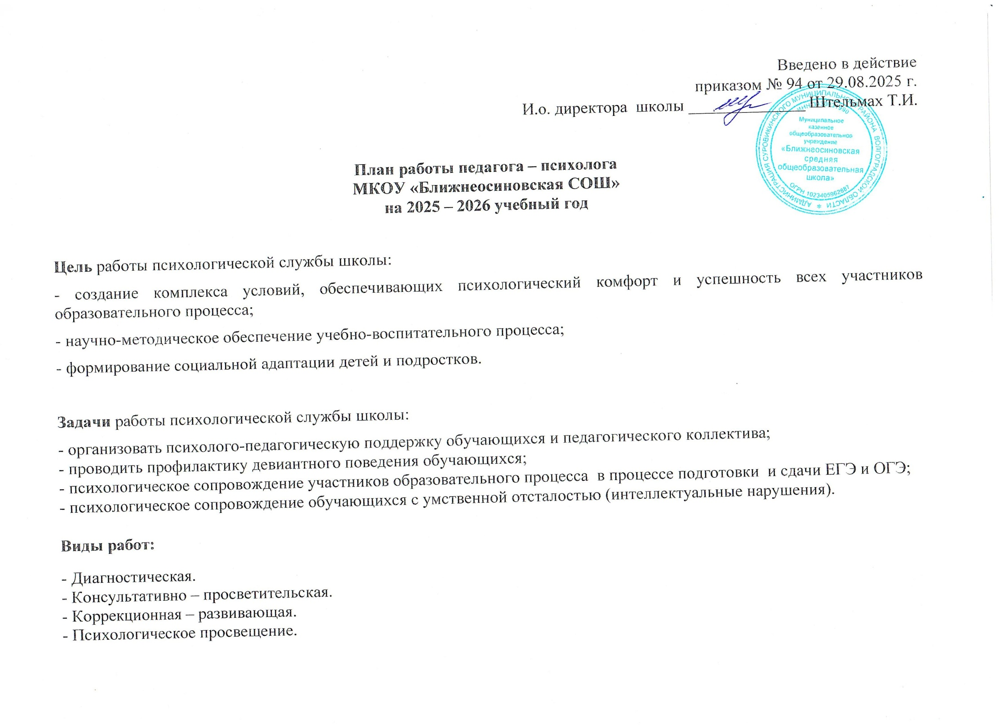 Введено в действие
приказом № 94 от 29.08.2025 г.
И.о. директора школы ______________ Штельмах Т.И.
АДМИНИСТРАЦИЯ СУРОВИКИНСКОГО МУНИЦИПАЛЬНОГО РАЙОНА ВОЛГОГРАДСКОЙ ОБЛАСТИ *
ИНН
Муниципальное
казенное
общеобразовательное
учреждение
«Ближнеосиновская
средняя
общеобразовательная
школа»
ОГРН 1023405962887
План работы педагога – психолога
МКОУ «Ближнеосиновская СОШ»
на 2025 – 2026 учебный год
Цель работы психологической службы школы:
- создание комплекса условий, обеспечивающих психологический комфорт и успешность всех участников
образовательного процесса;
- научно-методическое обеспечение учебно-воспитательного процесса;
- формирование социальной адаптации детей и подростков.
Задачи работы психологической службы школы:
- организовать психолого-педагогическую поддержку обучающихся и педагогического коллектива;
- проводить профилактику девиантного поведения обучающихся;
- психологическое сопровождение участников образовательного процесса в процессе подготовки и сдачи ЕГЭ и ОГЭ;
- психологическое сопровождение обучающихся с умственной отсталостью (интеллектуальные нарушения).
Виды работ:
- Диагностическая.
- Консультативно – просветительская.
- Коррекционная – развивающая.
- Психологическое просвещение.